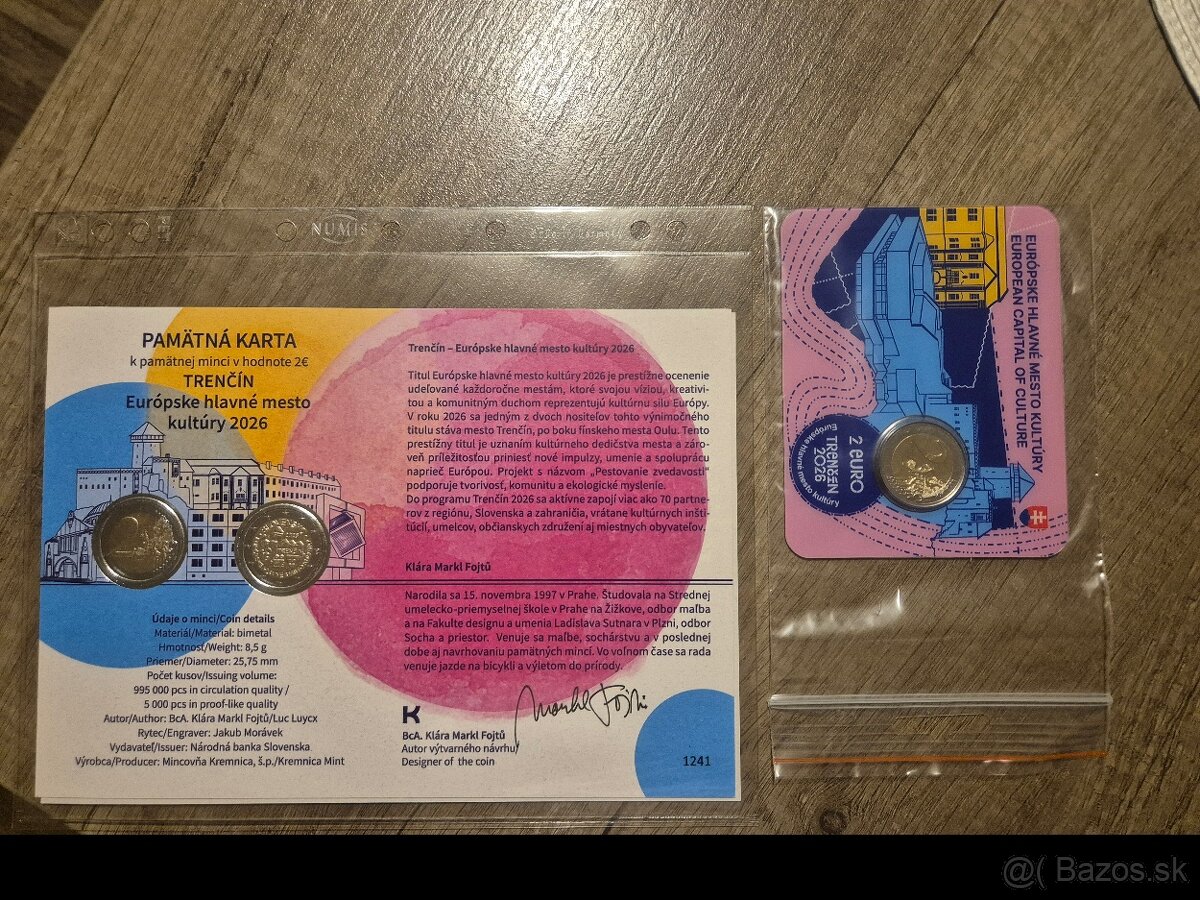 NUMIS
PAMÄTNÁ KARTA
k pamätnej minci v hodnote 2€
TRENČÍN
Európske hlavné mesto
kultúry 2026
Údaje o minci/Coin details
Materiál/Material: bimetal
Hmotnosť/Weight: 8,5 g
Priemer/Diameter: 25,75 mm
Počet kusov/Issuing volume:
995 000 pcs in circulation quality /
5 000 pcs in proof-like quality
Autor/Author: BcA. Klára Markl Fojtů/Luc Luycx
Rytec/Engraver: Jakub Morávek
Vydavateľ/Issuer: Národná banka Slovenska
Výrobca/Producer: Mincovňa Kremnica, š.p./Kremnica Mint
Trenčín – Európske hlavné mesto kultúry 2026
Titul Európske hlavné mesto kultúry 2026 je prestížne ocenenie
udeľované každoročne mestám, ktoré svojou víziou, kreativi-
tou a komunitným duchom reprezentujú kultúrnu silu Európy.
V roku 2026 sa jedným z dvoch nositeľov tohto výnimočného
titulu stáva mesto Trenčín, po boku fínskeho mesta Oulu. Tento
prestížny titul je uznaním kultúrneho dedičstva mesta a záro-
veň príležitosťou priniesť nové impulzy, umenie a spoluprácu
naprieč Európou. Projekt s názvom „Pestovanie zvedavosti"
podporuje tvorivosť, komunitu a ekologické myslenie.
Do programu Trenčín 2026 sa aktívne zapojí viac ako 70 partne-
rov z regiónu, Slovenska a zahraničia, vrátane kultúrnych inšti-
túcií, umelcov, občianskych združení aj miestnych obyvateľov.
Klára Markl Fojtů
Narodila sa 15. novembra 1997 v Prahe. Študovala na Strednej
umelecko-priemyselnej škole v Prahe na Žižkove, odbor maľba
a na Fakulte designu a umenia Ladislava Sutnara v Plzni, odbor
Socha a priestor. Venuje sa maľbe, sochárstvu a v poslednej
dobe aj navrhovaniu pamätných mincí. Vo voľnom čase sa rada
venuje jazde na bicykli a výletom do prírody.
Markl Fojtů
BcA. Klára Markl Fojtů
Autor výtvarného návrhu/
Designer of the coin
1241
EURÓPSKE HLAVNÉ MESTO KULTÚRY
EUROPEAN CAPITAL OF CULTURE
2 EURO
TRENČÍN
2026
Európske hlavné mesto kultúry
@( Bazos.sk